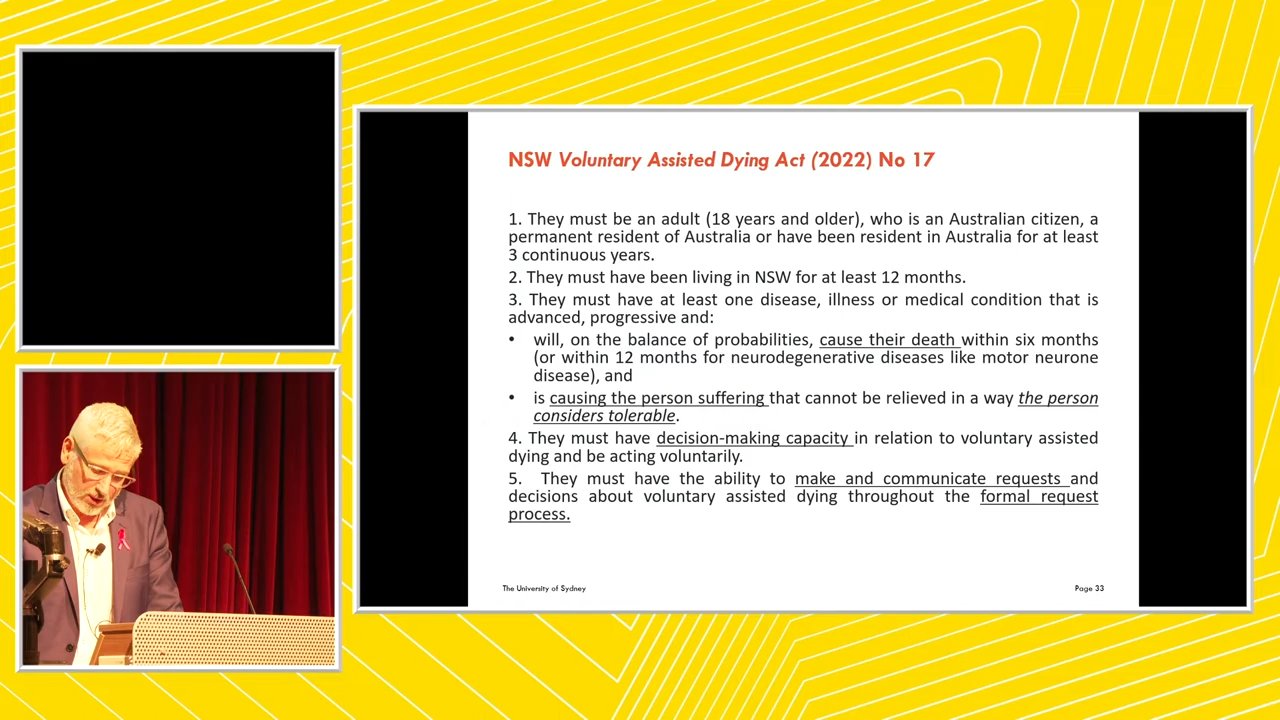 NSW Voluntary Assisted Dying Act (2022) No 17
1. They must be an adult (18 years and older), who is an Australian citizen, a
permanent resident of Australia or have been resident in Australia for at least
3 continuous years.
2. They must have been living in NSW for at least 12 months.
3. They must have at least one disease, illness or medical condition that is
advanced, progressive and:
• will, on the balance of probabilities, cause their death within six months
(or within 12 months for neurodegenerative diseases like motor neurone
disease), and
• is causing the person suffering that cannot be relieved in a way the person
considers tolerable.
4. They must have decision-making capacity in relation to voluntary assisted
dying and be acting voluntarily.
5. They must have the ability to make and communicate requests and
decisions about voluntary assisted dying throughout the formal request
process.
The University of Sydney
Page 33